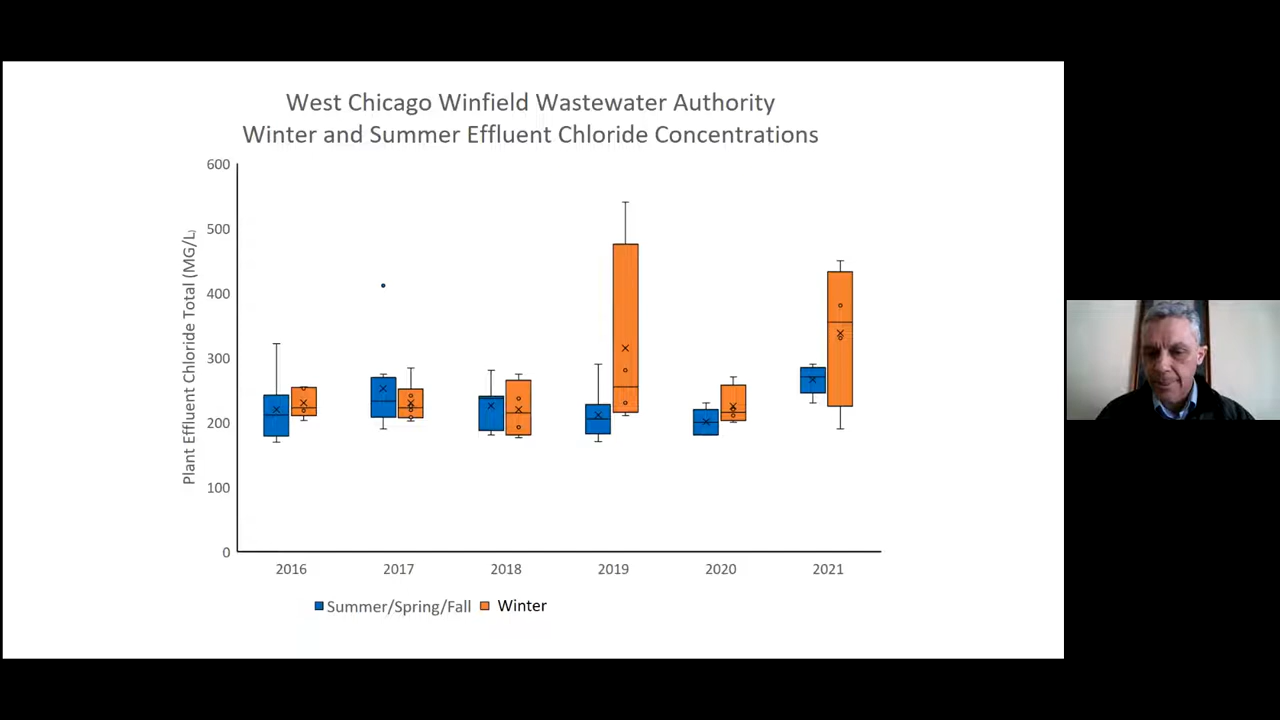 West Chicago Winfield Wastewater Authority
Winter and Summer Effluent Chloride Concentrations
Plant Effluent Chloride Total (MG/L)
600
500
400
300
200
100
0
2016 2017 2018 2019 2020 2021
Summer/Spring/Fall Winter